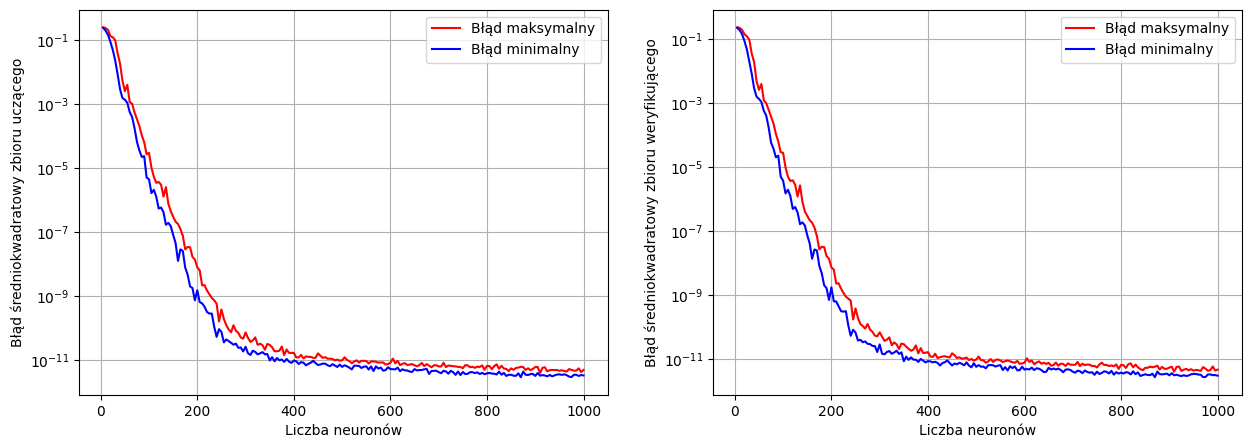 Błąd średniokwadratowy zbioru uczącego
10⁻¹
10⁻³
10⁻⁵
10⁻⁷
10⁻⁹
10⁻¹¹
Błąd maksymalny
Błąd minimalny
0 200 400 600 800 1000
Liczba neuronów
Błąd średniokwadratowy zbioru weryfikującego
10⁻¹
10⁻³
10⁻⁵
10⁻⁷
10⁻⁹
10⁻¹¹
Błąd maksymalny
Błąd minimalny
0 200 400 600 800 1000
Liczba neuronów